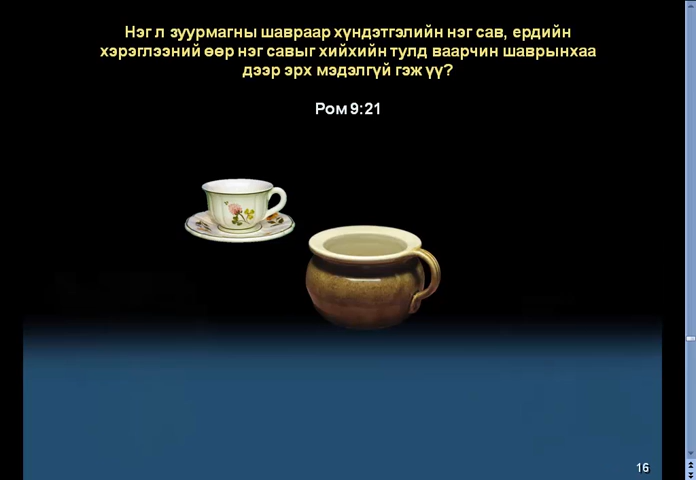 Нэг л зуурмагны шавраар хүндэтгэлийн нэг сав, ердийн
хэрэглээний өөр нэг савыг хийхийн тулд ваарчин шаврынхаа
дээр эрх мэдэлгүй гэж үү?
Ром 9:21
16